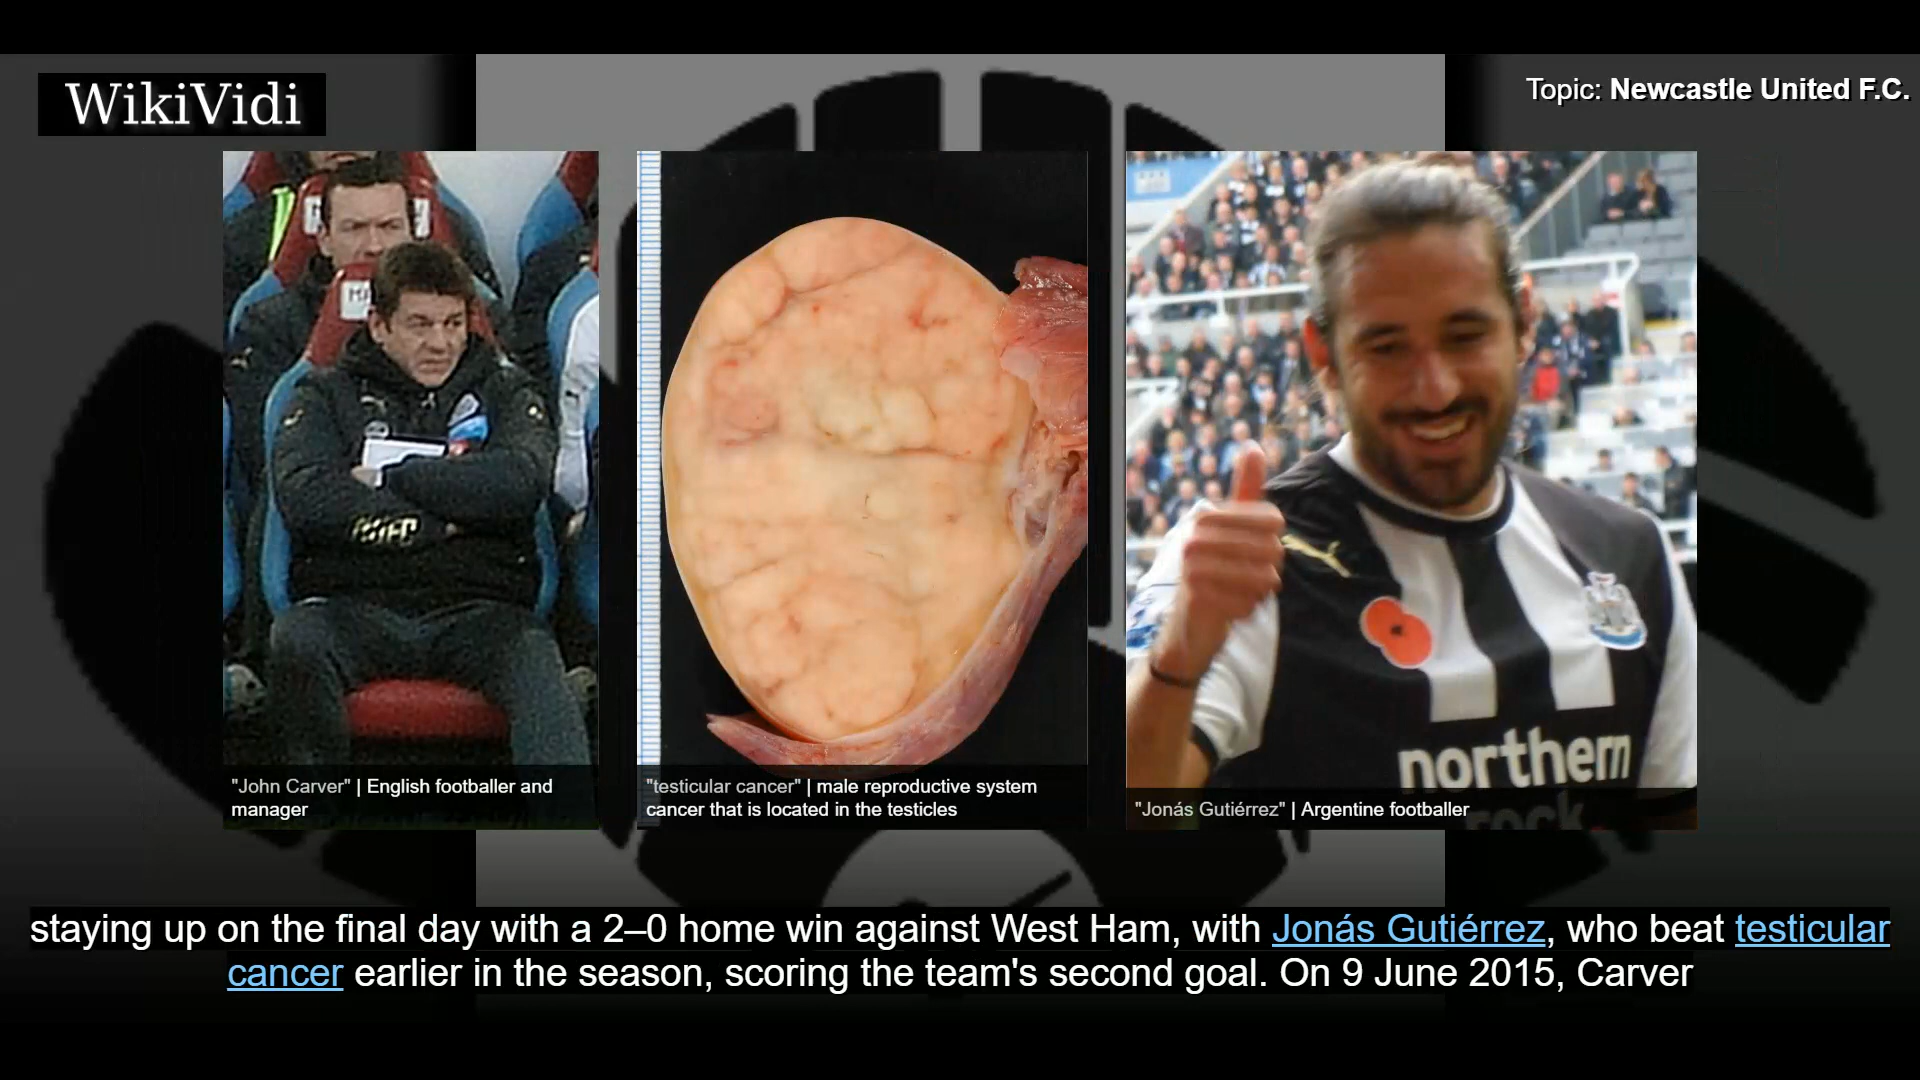 WikiVidi
Topic: Newcastle United F.C.
northern
rock
"John Carver" | English footballer and
manager
"testicular cancer" | male reproductive system
cancer that is located in the testicles
"Jonás Gutiérrez" | Argentine footballer
staying up on the final day with a 2–0 home win against West Ham, with Jonás Gutiérrez, who beat testicular
cancer earlier in the season, scoring the team's second goal. On 9 June 2015, Carver